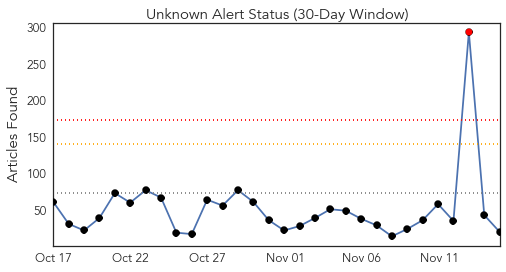 Unknown Alert Status (30-Day Window)
Articles Found
300
250
200
150
100
50
Oct 17
Oct 22
Oct 27
Nov 01
Nov 06
Nov 11